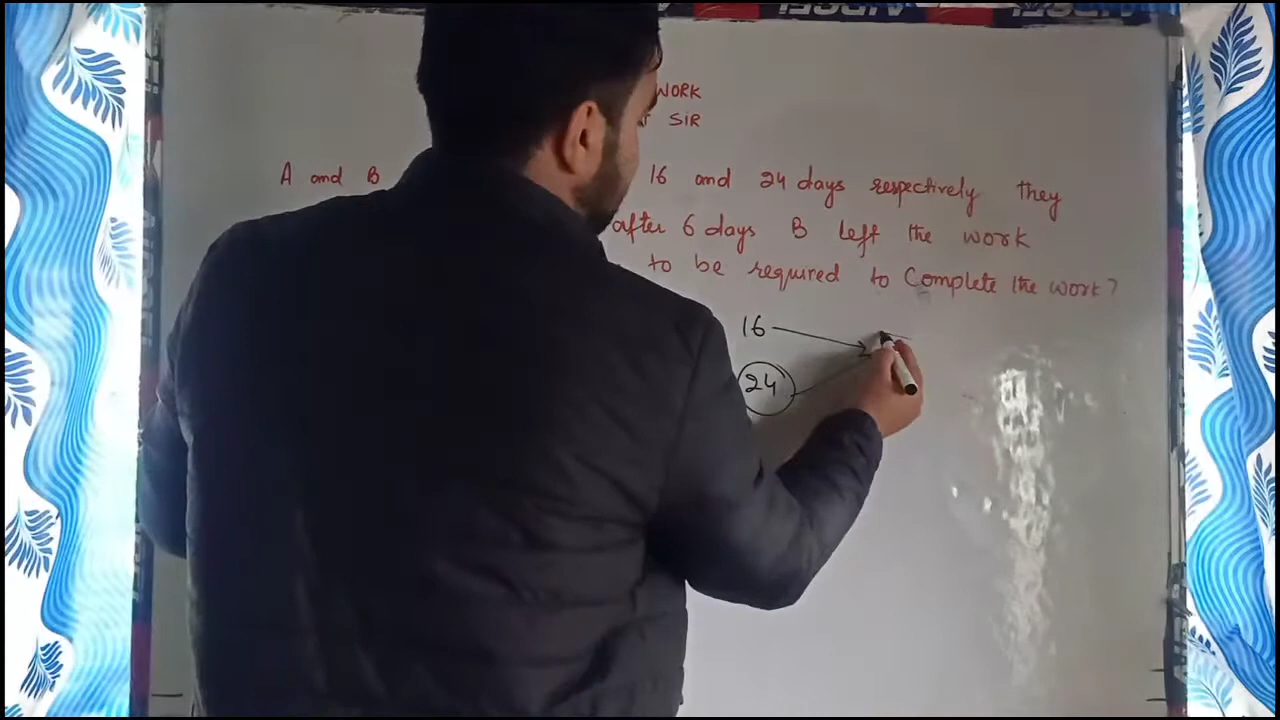 WORK
SIR
A and B 16 and 24 days respectively they
after 6 days B left the work
to be required to Complete the work?
16
24